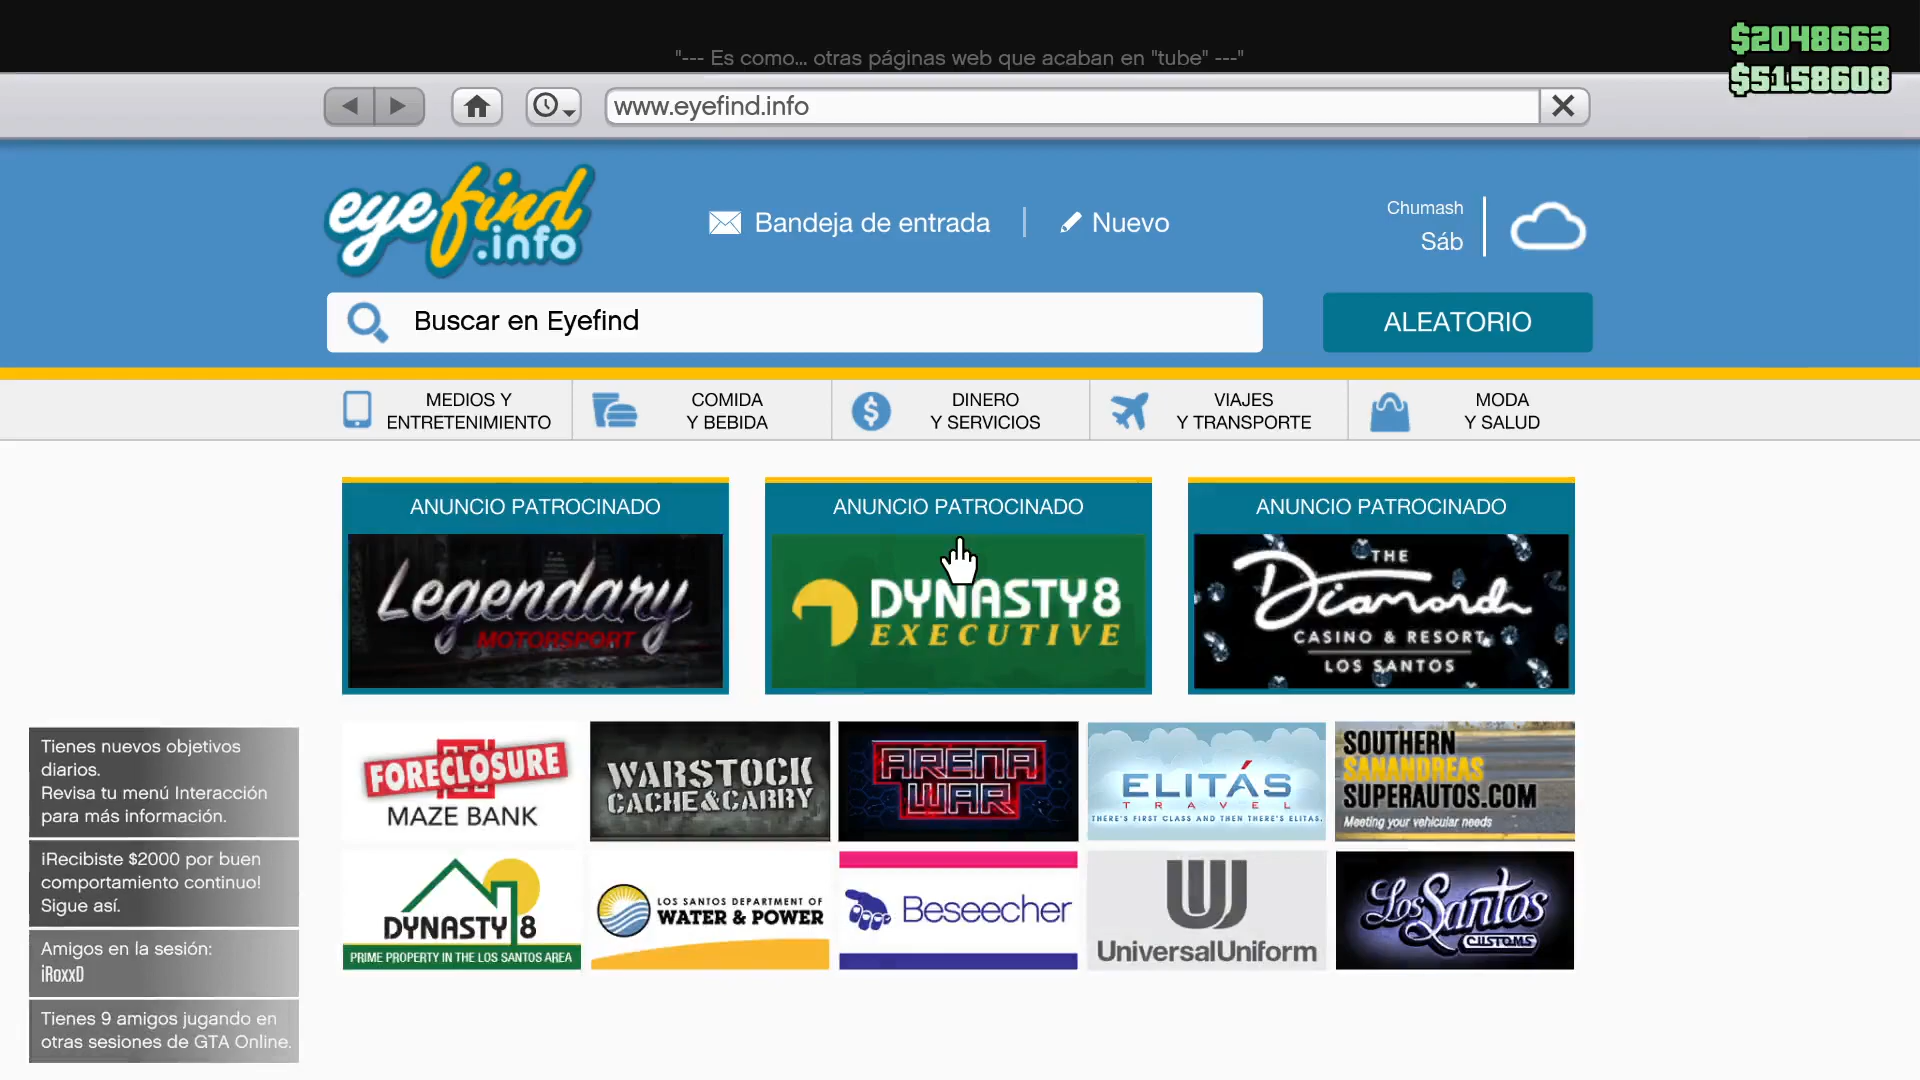 $2048663
"--- Es como... otras páginas web que acaban en "tube" ---"
$5158608
www.eyefind.info
eyefind
.info
Bandeja de entrada
Nuevo
Chumash
Sáb
Buscar en Eyefind
ALEATORIO
MEDIOS Y
ENTRETENIMIENTO
COMIDA
Y BEBIDA
DINERO
Y SERVICIOS
VIAJES
Y TRANSPORTE
MODA
Y SALUD
ANUNCIO PATROCINADO
Legendary
MOTORSPORT
ANUNCIO PATROCINADO
DYNASTY8
EXECUTIVE
ANUNCIO PATROCINADO
THE
Diamond
CASINO & RESORT
LOS SANTOS
FORECLOSURE
MAZE BANK
WARSTOCK
CACHE&CARRY
ARENA
WAR
ELITÁS
TRAVEL
THERE'S FIRST CLASS AND THEN THERE'S ELITAS.
SOUTHERN
SANANDREAS
SUPERAUTOS.COM
Meeting your vehicular needs
DYNASTY 8
PRIME PROPERTY IN THE LOS SANTOS AREA
LOS SANTOS DEPARTMENT OF
WATER & POWER
Beseecher
UniversalUniform
Los Santos
CUSTOMS
Tienes nuevos objetivos
diarios.
Revisa tu menú Interacción
para más información.
¡Recibiste $2000 por buen
comportamiento continuo!
Sigue así.
Amigos en la sesión:
iRoxxD
Tienes 9 amigos jugando en
otras sesiones de GTA Online.